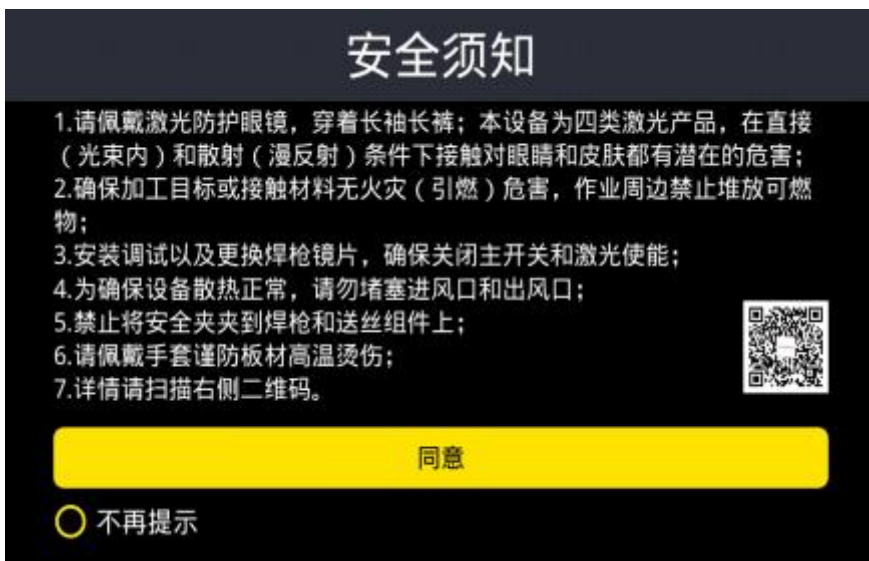 安全须知
1.请佩戴激光防护眼镜，穿着长袖长裤；本设备为四类激光产品，在直接
（光束内）和散射（漫反射）条件下接触对眼睛和皮肤都有潜在的危害；
2.确保加工目标或接触材料无火灾（引燃）危害，作业周边禁止堆放可燃
物；
3.安装调试以及更换焊枪镜片，确保关闭主开关和激光使能；
4.为确保设备散热正常，请勿堵塞进风口和出风口；
5.禁止将安全夹夹到焊枪和送丝组件上；
6.请佩戴手套谨防板材高温烫伤；
7.详情请扫描右侧二维码。
同意
不再提示